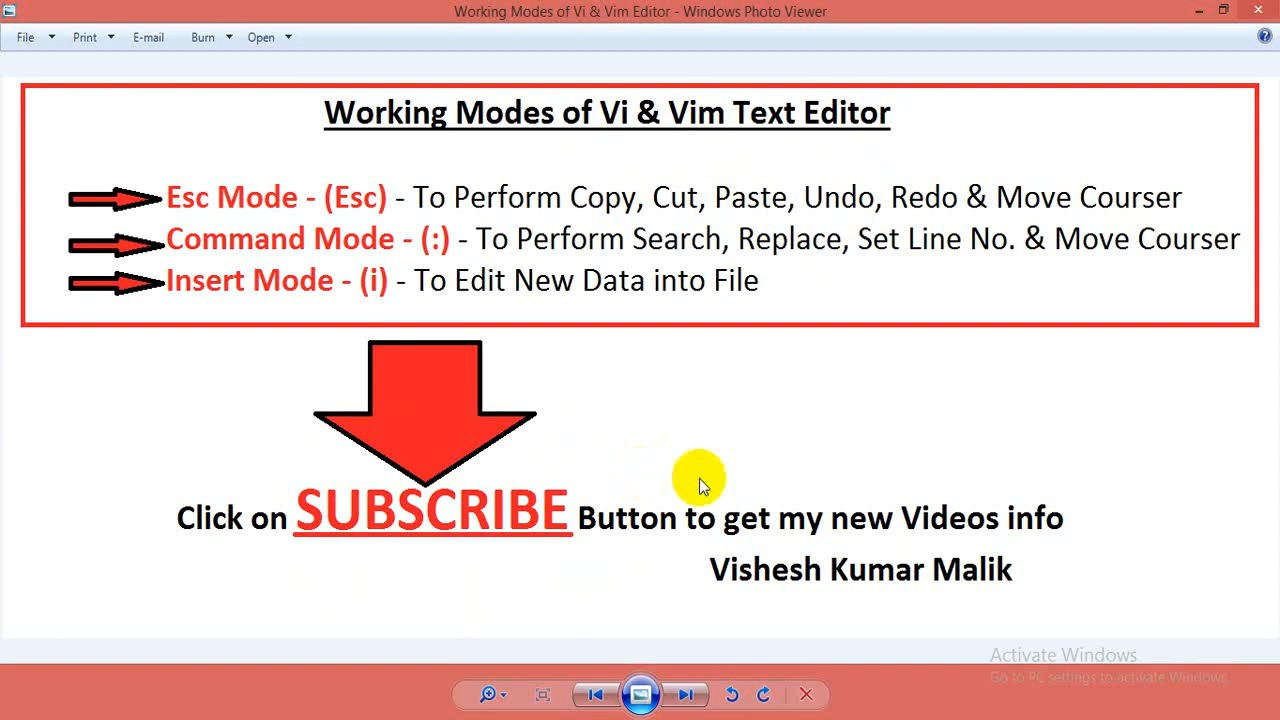 Working Modes of Vi & Vim Editor - Windows Photo Viewer
File Print E-mail Burn Open
Working Modes of Vi & Vim Text Editor
Esc Mode - (Esc) - To Perform Copy, Cut, Paste, Undo, Redo & Move Courser
Command Mode - (:) - To Perform Search, Replace, Set Line No. & Move Courser
Insert Mode - (i) - To Edit New Data into File
Click on SUBSCRIBE Button to get my new Videos info
Vishesh Kumar Malik
Activate Windows
Go to PC settings to activate Windows.